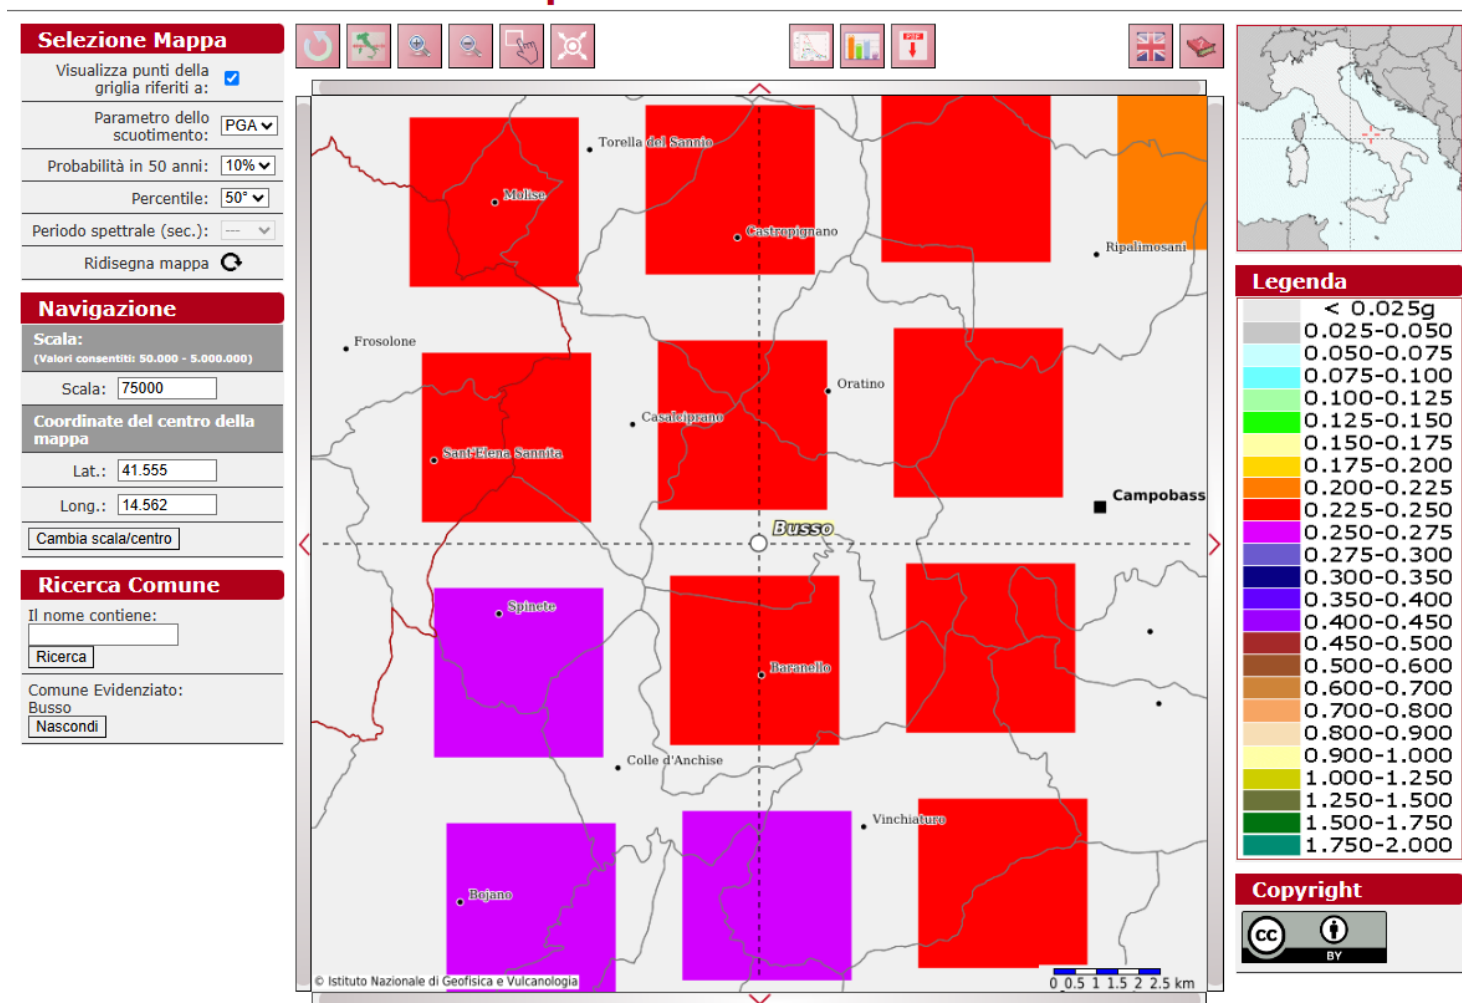 Selezione Mappa
Visualizza punti della
griglia riferiti a:
Parametro dello
scuotimento:
PGA
Probabilità in 50 anni:
10%
Percentile:
50°
Periodo spettrale (sec.):
---
Ridisegna mappa
Navigazione
Scala:
(Valori consentiti: 50.000 - 5.000.000)
Scala:
75000
Coordinate del centro della
mappa
Lat.:
41.555
Long.:
14.562
Cambia scala/centro
Ricerca Comune
Il nome contiene:
Ricerca
Comune Evidenziato:
Busso
Nascondi
PDF
Torella del Sannio
Molise
Castropignano
Ripalimosani
Frosolone
Oratino
Casalciprano
Sant'Elena Sannita
Campobass
Busso
Spinete
Baranello
Colle d'Anchise
Vinchiaturo
Bojano
© Istituto Nazionale di Geofisica e Vulcanologia
0 0.5 1 1.5 2 2.5 km
Legenda
< 0.025g
0.025-0.050
0.050-0.075
0.075-0.100
0.100-0.125
0.125-0.150
0.150-0.175
0.175-0.200
0.200-0.225
0.225-0.250
0.250-0.275
0.275-0.300
0.300-0.350
0.350-0.400
0.400-0.450
0.450-0.500
0.500-0.600
0.600-0.700
0.700-0.800
0.800-0.900
0.900-1.000
1.000-1.250
1.250-1.500
1.500-1.750
1.750-2.000
Copyright
cc
BY